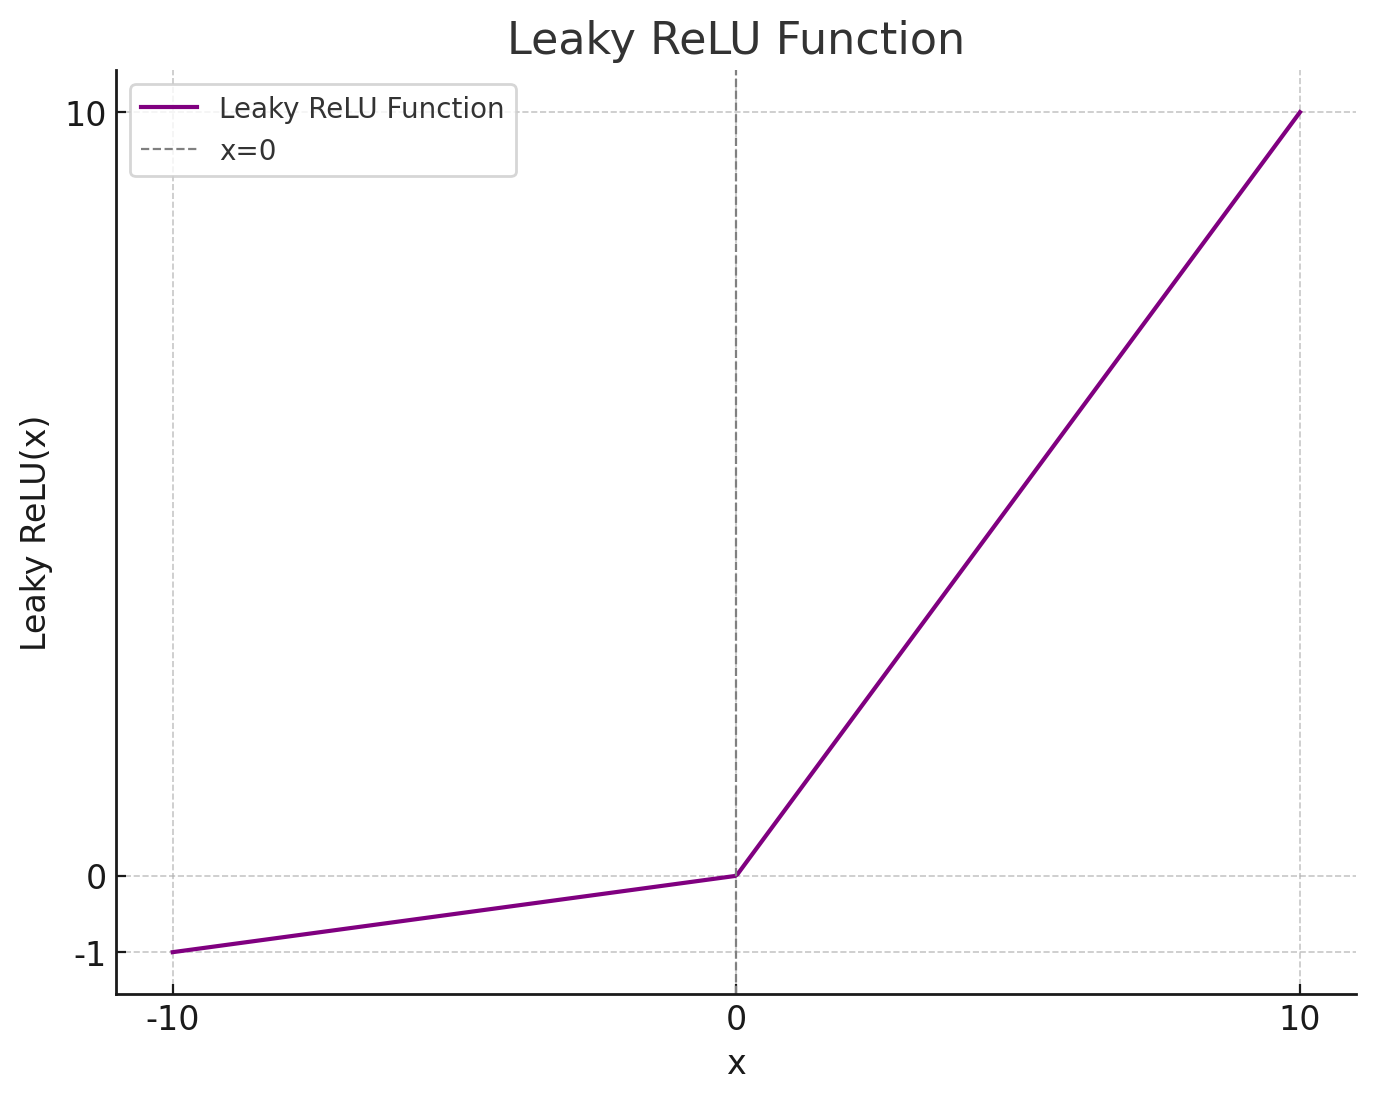 Leaky ReLU Function
Leaky ReLU Function
x=0
10
0
-1
Leaky ReLU(x)
-10 0 10
x